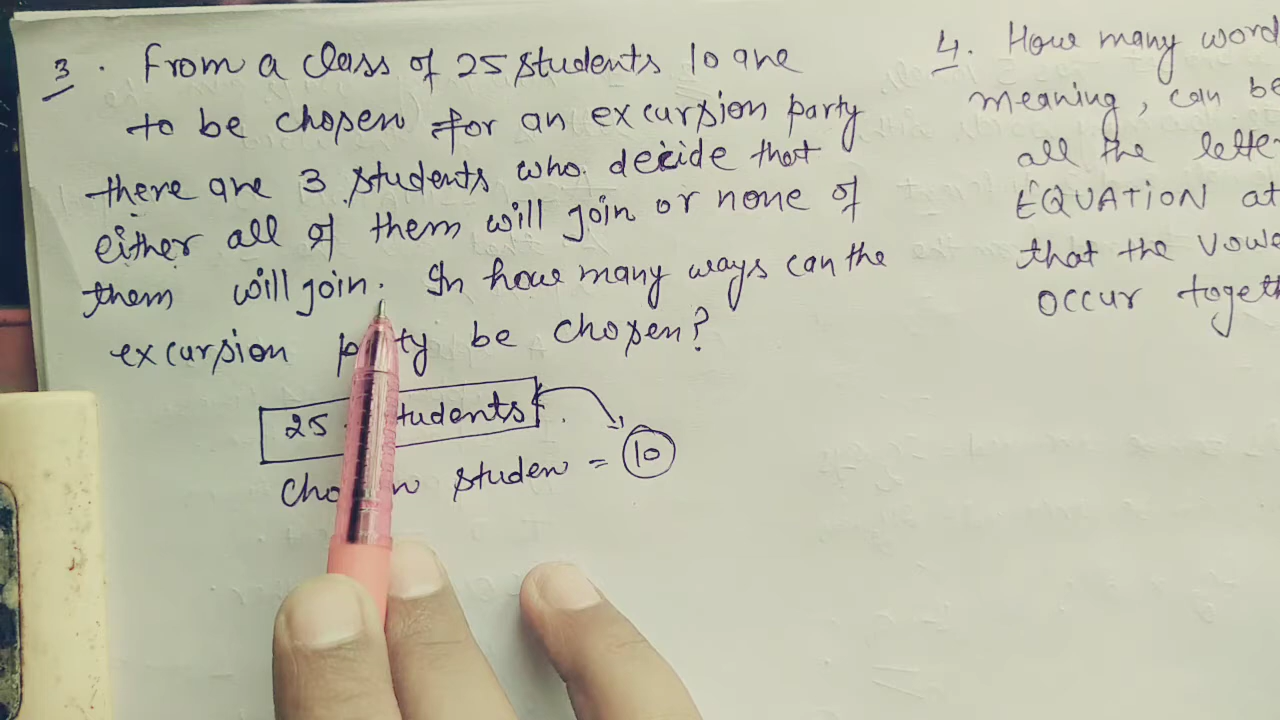 3. From a class of 25 students 10 are
to be chosen for an excursion party
there are 3 students who decide that
either all of them will join or none of
them will join. In how many ways can the
excursion party be chosen?
25 students
student = 10
4. How many word
meaning, can be
all the lette
EQUATION at
that the vowe
occur togeth